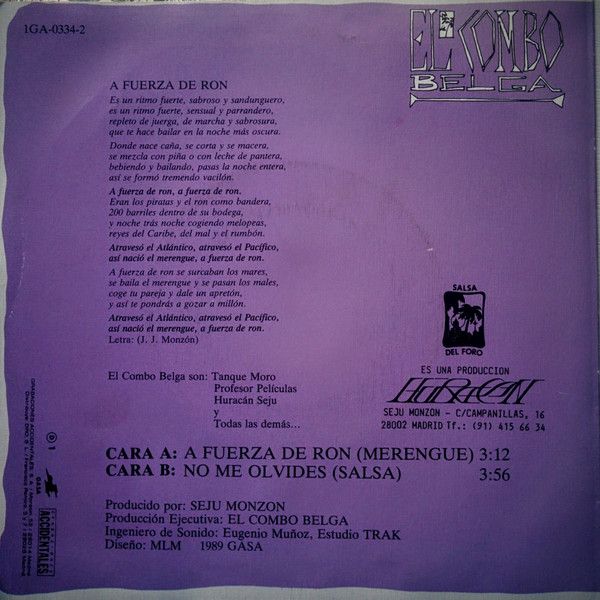 1GA-0334-2
EL COMBO
BELGA
A FUERZA DE RON
Es un ritmo fuerte, sabroso y sandunguero,
es un ritmo fuerte, sensual y parrandero,
repleto de juerga, de marcha y sabrosura,
que te hace bailar en la noche más oscura.
Donde nace caña, se corta y se macera,
se mezcla con piña o con leche de pantera,
bebiendo y bailando, pasas la noche entera,
así se formó tremendo vacilón.
A fuerza de ron, a fuerza de ron.
Eran los piratas y el ron como bandera,
200 barriles dentro de su bodega,
y noche trás noche cogiendo melopeas,
reyes del Caribe, del mal y el rumbón.
Atravesó el Atlántico, atravesó el Pacífico,
así nació el merengue, a fuerza de ron.
A fuerza de ron se surcaban los mares,
se baila el merengue y se pasan los males,
coge tu pareja y dale un apretón,
y así te pondrás a gozar a millón.
Atravesó el Atlántico, atravesó el Pacífico,
así nació el merengue, a fuerza de ron.
Letra: (J. J. Monzón)
SALSA
DEL FORO
El Combo Belga son: Tanque Moro
Profesor Películas
Huracán Seju
y
Todas las demás...
ES UNA PRODUCCION
HURACAN
SEJU MONZON - C/CAMPANILLAS, 16
28002 MADRID Tf.: (91) 415 66 34
CARA A: A FUERZA DE RON (MERENGUE) 3:12
CARA B: NO ME OLVIDES (SALSA) 3:56
Producido por: SEJU MONZON
Producción Ejecutiva: EL COMBO BELGA
Ingeniero de Sonido: Eugenio Muñoz, Estudio TRAK
Diseño: MLM 1989 GASA
GRABACIONES ACCIDENTALES, S. A.
28014 Madrid
GASA
GRABACIONES
ACCIDENTALES